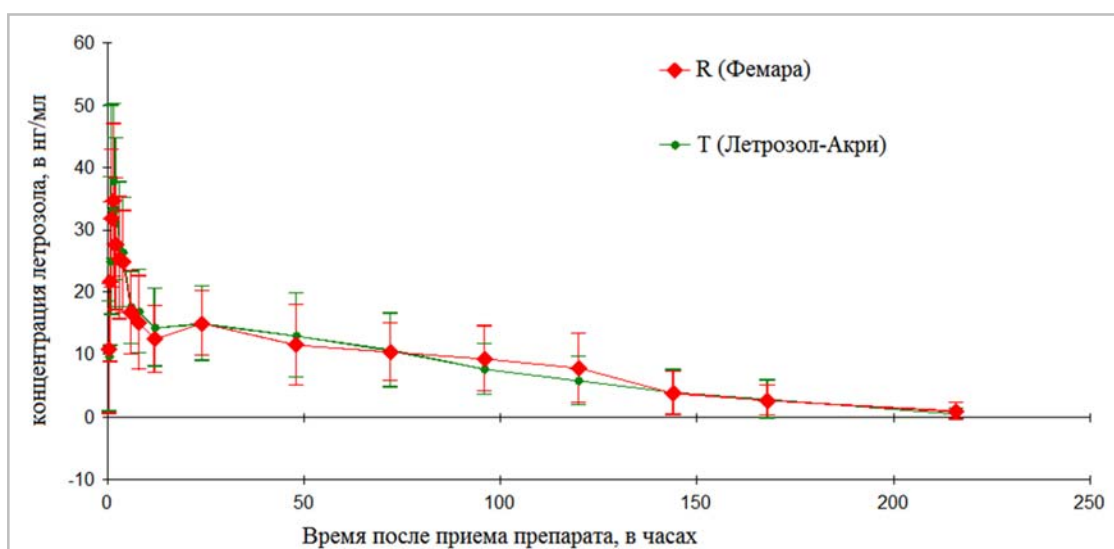 60
50
40
30
20
10
0
-10
0 50 100 150 200 250
концентрация летрозола, в нг/мл
R (Фемара)
T (Летрозол-Акри)
Время после приема препарата, в часах